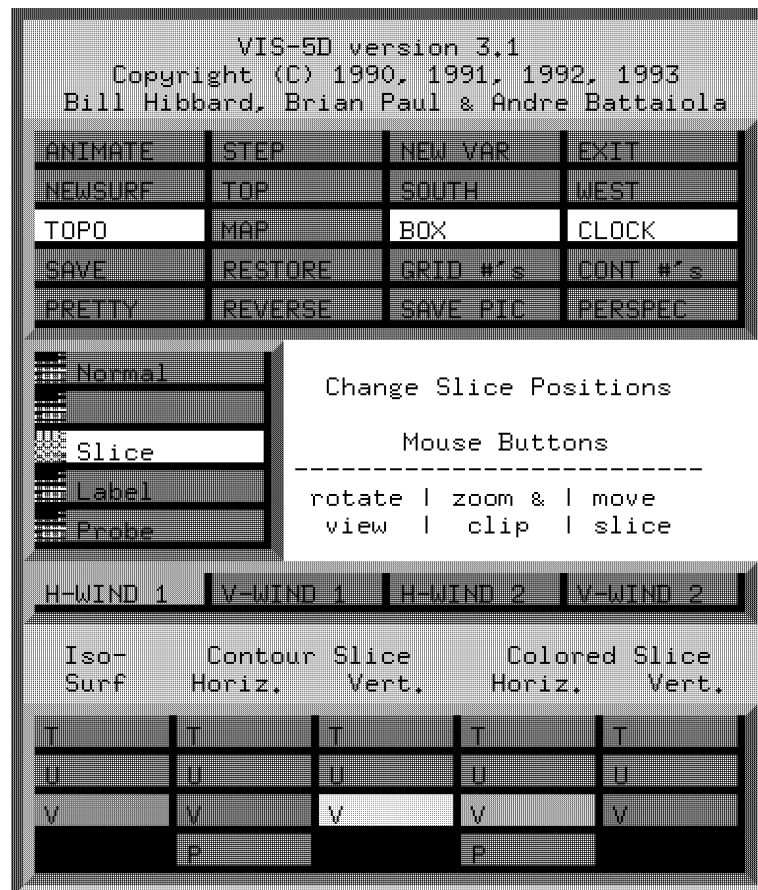 VIS-5D version 3.1
Copyright (C) 1990, 1991, 1992, 1993
Bill Hibbard, Brian Paul & Andre Battaiola
ANIMATE STEP NEW VAR EXIT
NEWSURF TOP SOUTH WEST
TOPO MAP BOX CLOCK
SAVE RESTORE GRID #'s CONT #'s
PRETTY REVERSE SAVE PIC PERSPEC
Normal
Slice
Label
Probe
Change Slice Positions
Mouse Buttons
--------------------------
rotate | zoom & | move
view | clip | slice
H-WIND 1 V-WIND 1 H-WIND 2 V-WIND 2
Iso- Contour Slice Colored Slice
Surf Horiz. Vert. Horiz. Vert.
T T T T T
U U U U U
V V V V V
P P